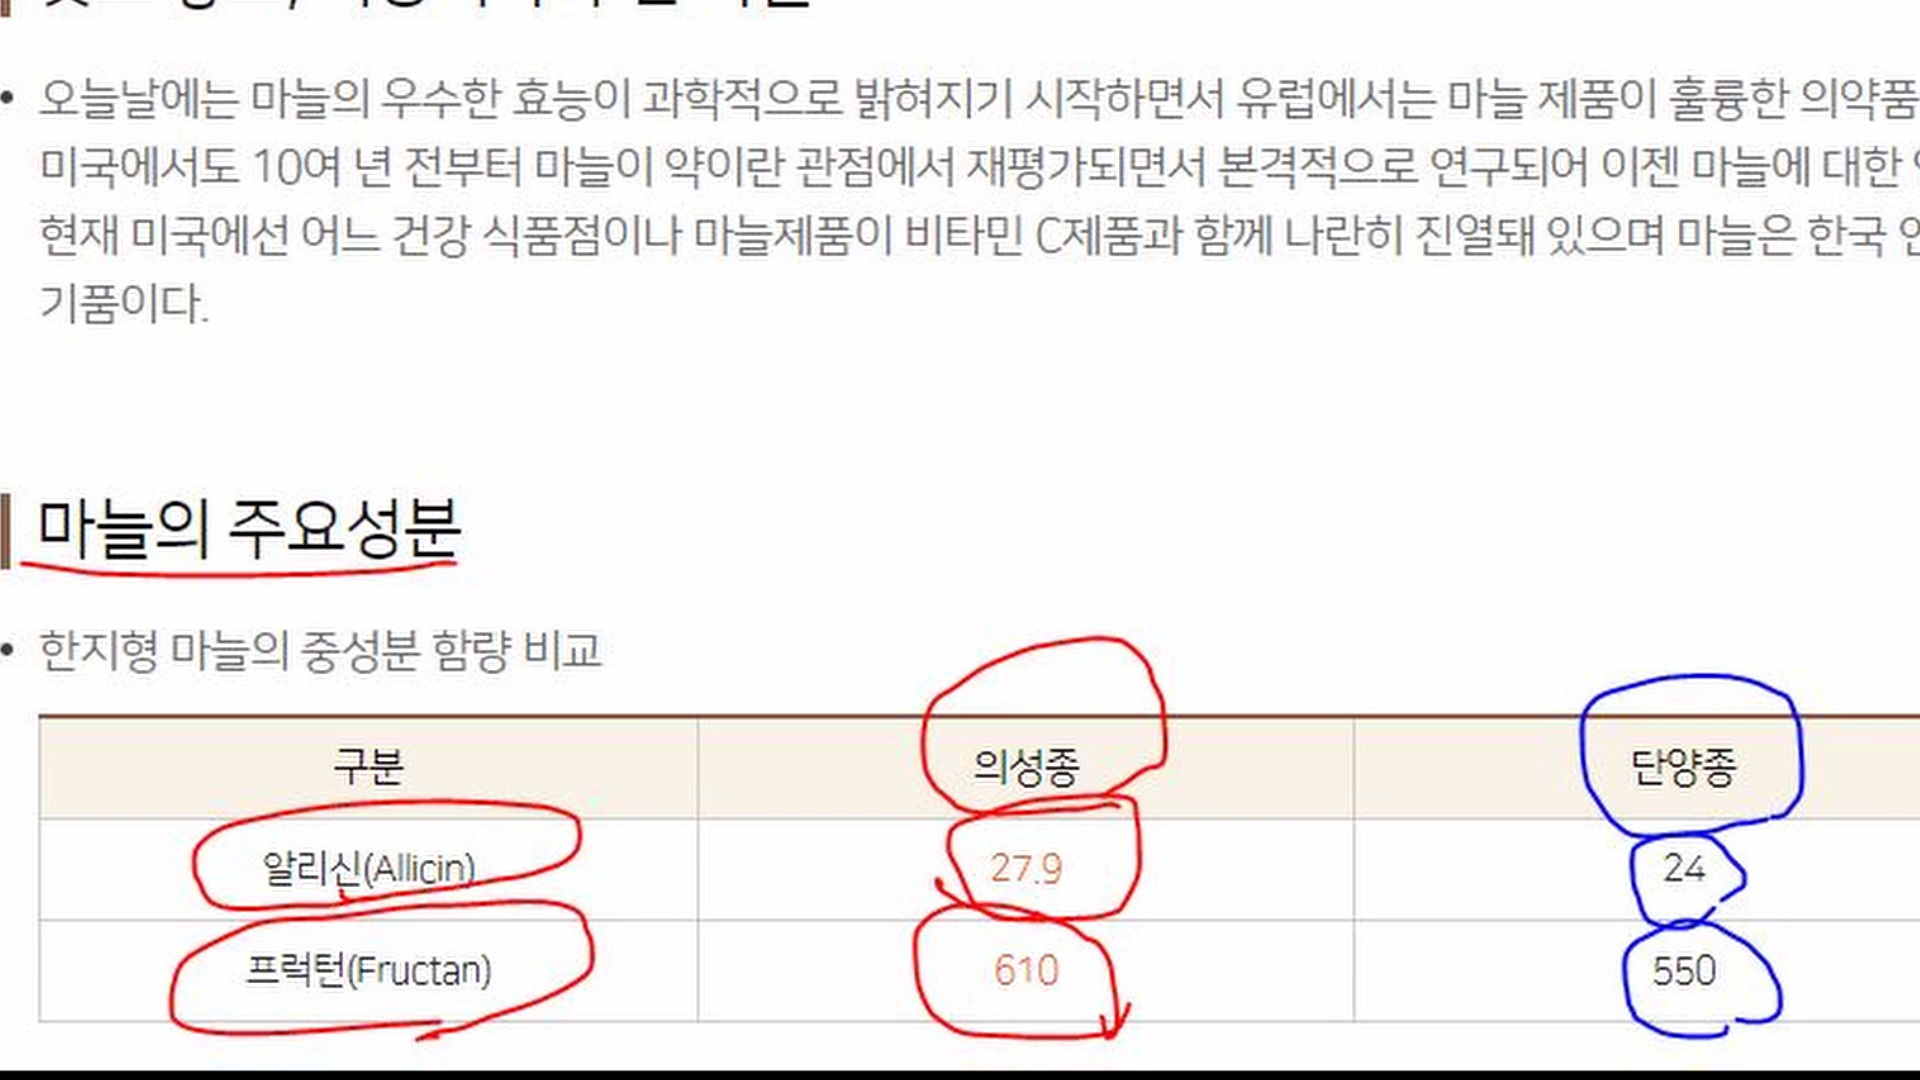 오늘날에는 마늘의 우수한 효능이 과학적으로 밝혀지기 시작하면서 유럽에서는 마늘 제품이 훌륭한 의약품
미국에서도 10여 년 전부터 마늘이 약이란 관점에서 재평가되면서 본격적으로 연구되어 이젠 마늘에 대한
현재 미국에선 어느 건강 식품점이나 마늘제품이 비타민 C제품과 함께 나란히 진열돼 있으며 마늘은 한국
기품이다.
마늘의 주요성분
한지형 마늘의 중성분 함량 비교
구분 의성종 단양종
알리신(Allicin) 27.9 24
프럭턴(Fructan) 610 550